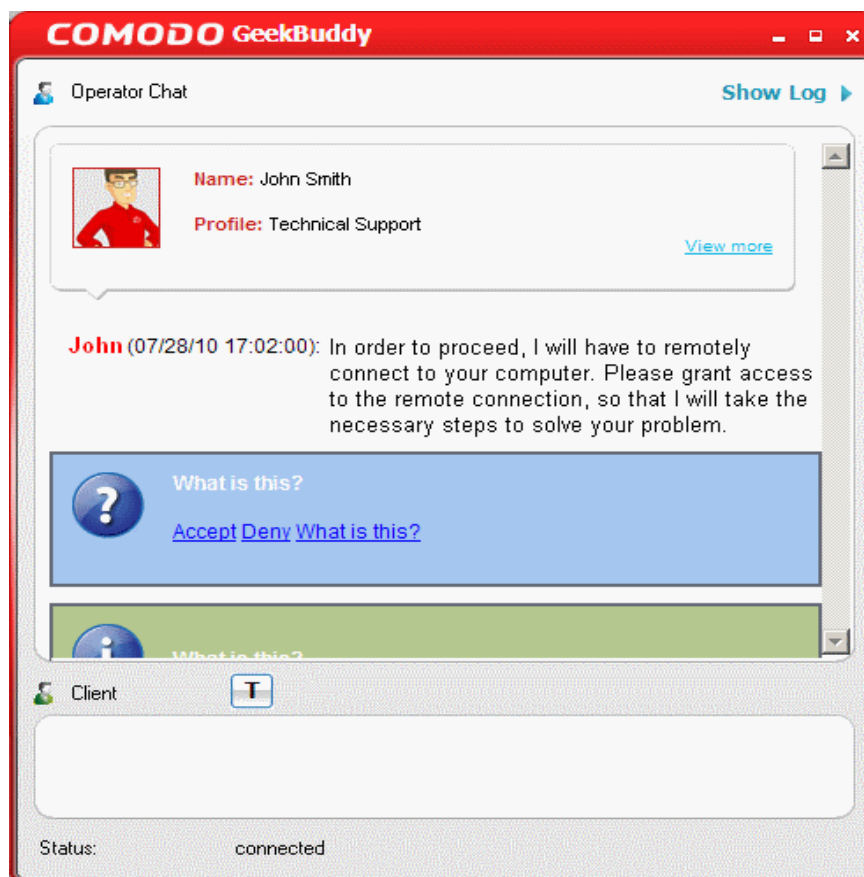 COMODO GeekBuddy
Operator Chat
Show Log
Name: John Smith
Profile: Technical Support
View more
John (07/28/10 17:02:00): In order to proceed, I will have to remotely
connect to your computer. Please grant access
to the remote connection, so that I will take the
necessary steps to solve your problem.
What is this?
Accept Deny What is this?
What is this?
Client
T
Status: connected